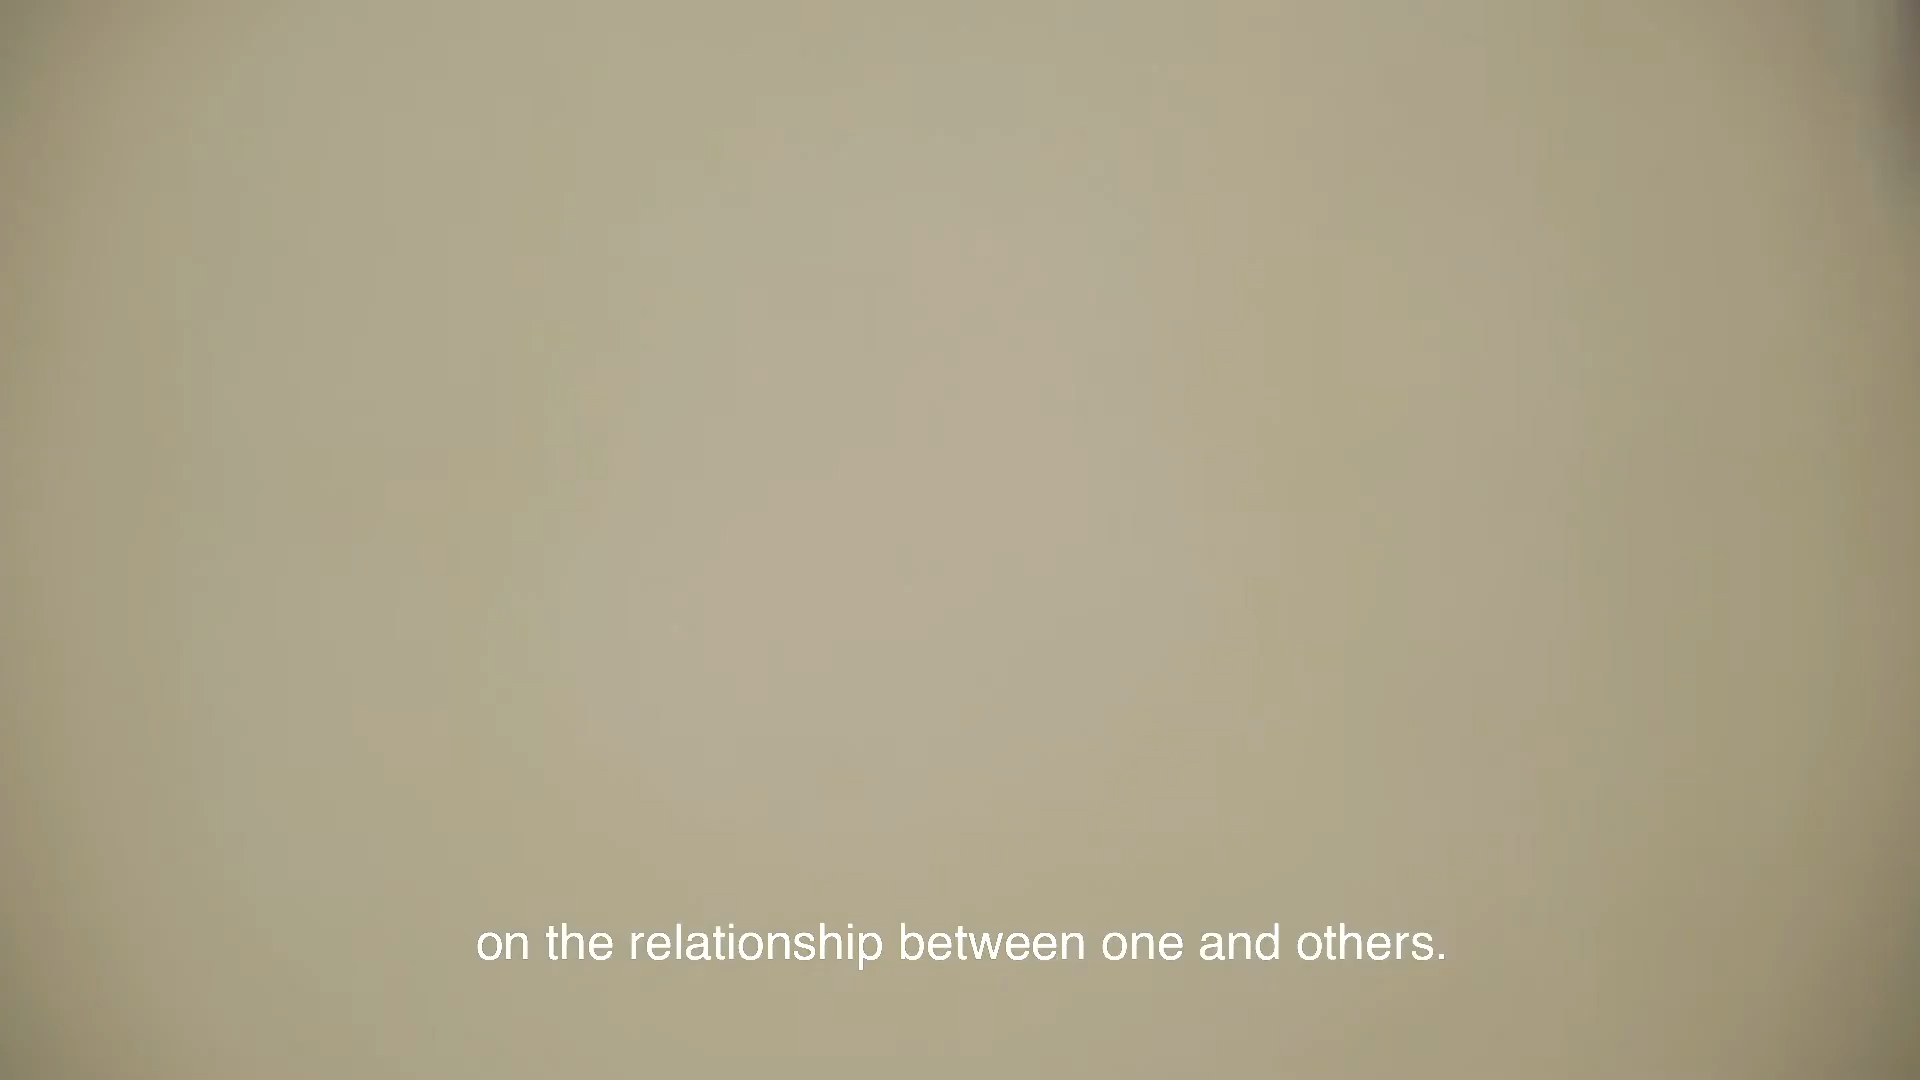 on the relationship between one and others.